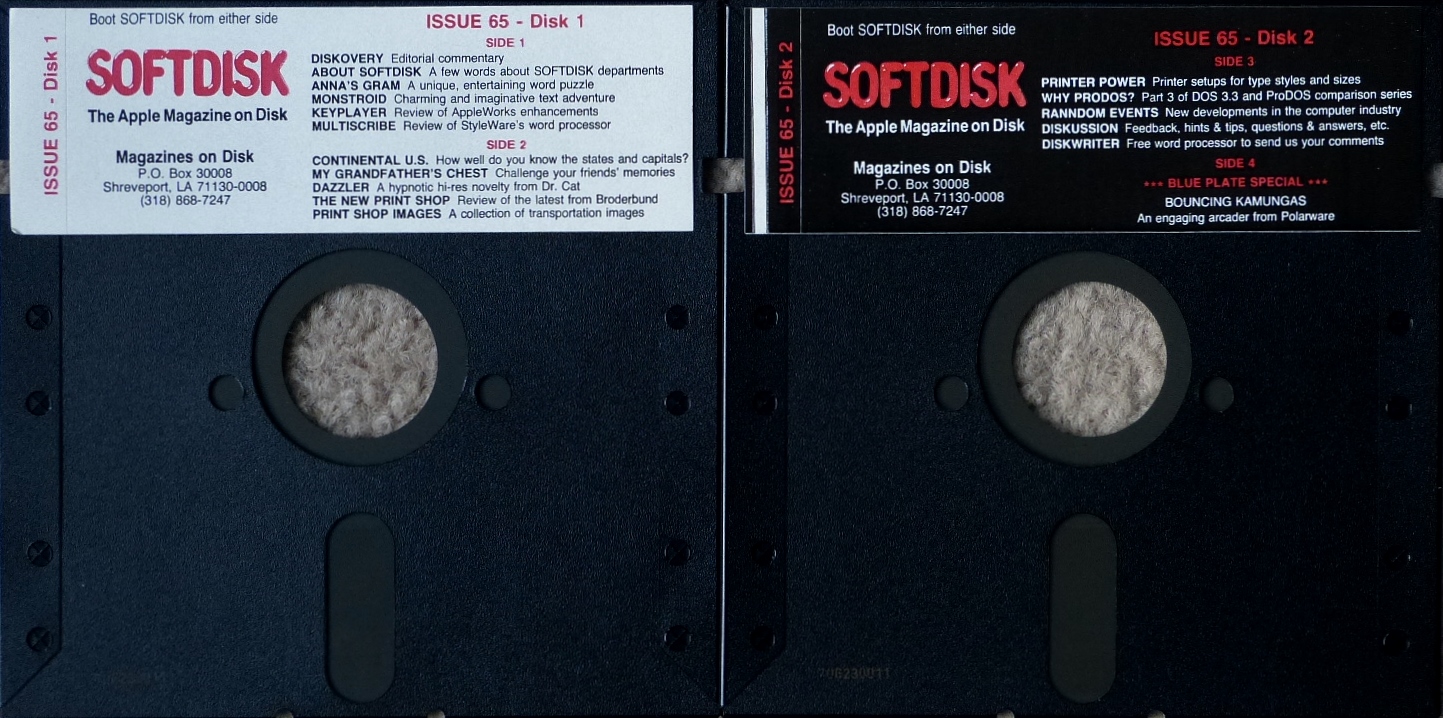 ISSUE 65 - Disk 1
Boot SOFTDISK from either side
SOFTDISK
The Apple Magazine on Disk
Magazines on Disk
P.O. Box 30008
Shreveport, LA 71130-0008
(318) 868-7247
ISSUE 65 - Disk 1
SIDE 1
DISKOVERY Editorial commentary
ABOUT SOFTDISK A few words about SOFTDISK departments
ANNA'S GRAM A unique, entertaining word puzzle
MONSTROID Charming and imaginative text adventure
KEYPLAYER Review of AppleWorks enhancements
MULTISCRIBE Review of StyleWare's word processor
SIDE 2
CONTINENTAL U.S. How well do you know the states and capitals?
MY GRANDFATHER'S CHEST Challenge your friends' memories
DAZZLER A hypnotic hi-res novelty from Dr. Cat
THE NEW PRINT SHOP Review of the latest from Broderbund
PRINT SHOP IMAGES A collection of transportation images
ISSUE 65 - Disk 2
Boot SOFTDISK from either side
SOFTDISK
The Apple Magazine on Disk
Magazines on Disk
P.O. Box 30008
Shreveport, LA 71130-0008
(318) 868-7247
ISSUE 65 - Disk 2
SIDE 3
PRINTER POWER Printer setups for type styles and sizes
WHY PRODOS? Part 3 of DOS 3.3 and ProDOS comparison series
RANNDOM EVENTS New developments in the computer industry
DISKUSSION Feedback, hints & tips, questions & answers, etc.
DISKWRITER Free word processor to send us your comments
SIDE 4
*** BLUE PLATE SPECIAL ***
BOUNCING KAMUNGAS
An engaging arcader from Polarware
706230011